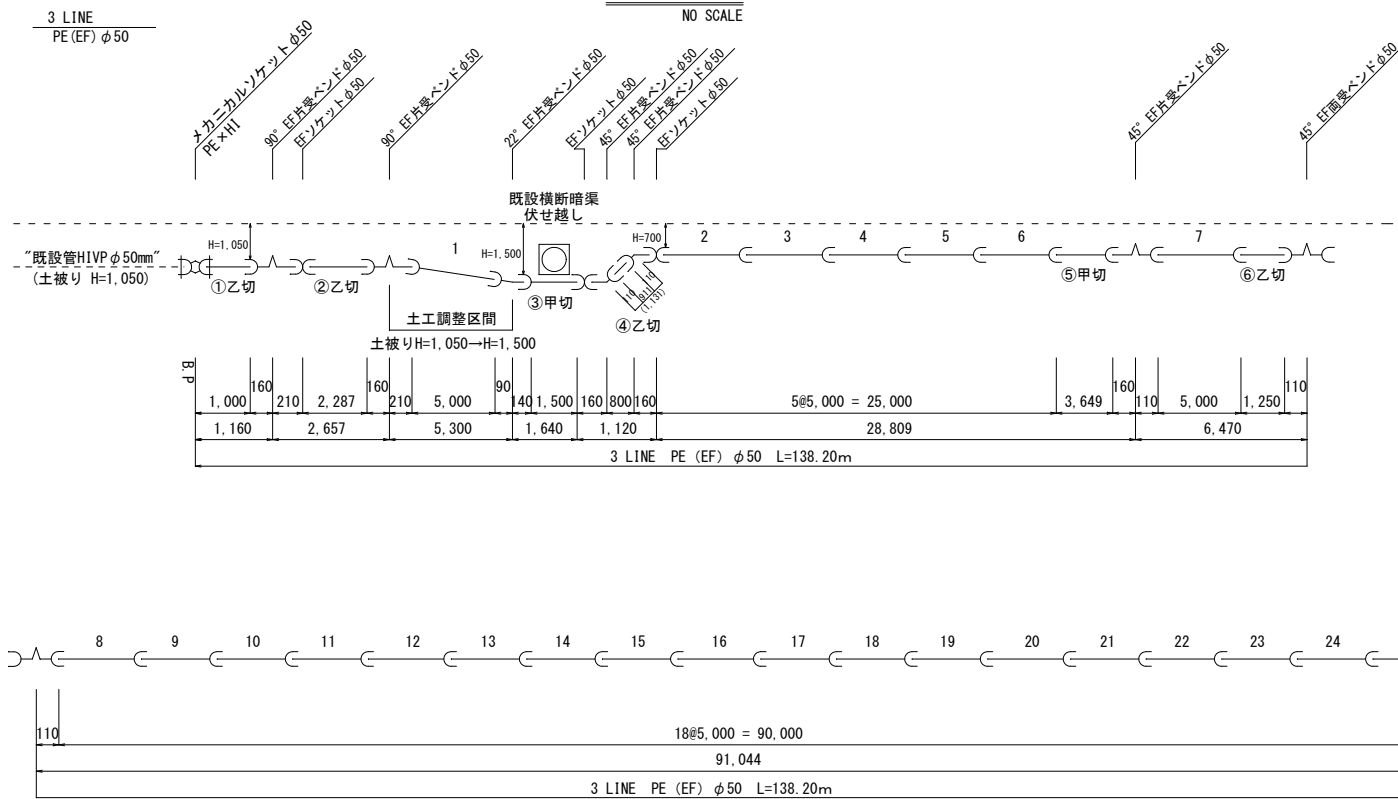 3 LINE
PE(EF) φ50
NO SCALE
メカニカルソケットφ50
PE×HI
90° EF片受ベンドφ50
EFソケットφ50
90° EF片受ベンドφ50
22° EF片受ベンドφ50
EFソケットφ50
45° EF片受ベンドφ50
45° EF片受ベンドφ50
EFソケットφ50
45° EF片受ベンドφ50
45° EF両受ベンドφ50
既設横断暗渠
伏せ越し
"既設管HIVPφ50mm"
(土被り H=1,050)
H=1,050
1
H=1,500
H=700
2 3 4 5 6 7
①乙切
②乙切
③甲切
④乙切
⑤甲切
⑥乙切
110
911
110
(1,131)
土工調整区間
土被りH=1,050→H=1,500
B.P
160 160 90 160 110
1,000 210 2,287 210 5,000 140 1,500 160 800 160 5@5,000 = 25,000 3,649 110 5,000 1,250
1,160 2,657 5,300 1,640 1,120 28,809 6,470
3 LINE PE (EF) φ50 L=138.20m
8 9 10 11 12 13 14 15 16 17 18 19 20 21 22 23 24
110 18@5,000 = 90,000
91,044
3 LINE PE (EF) φ50 L=138.20m